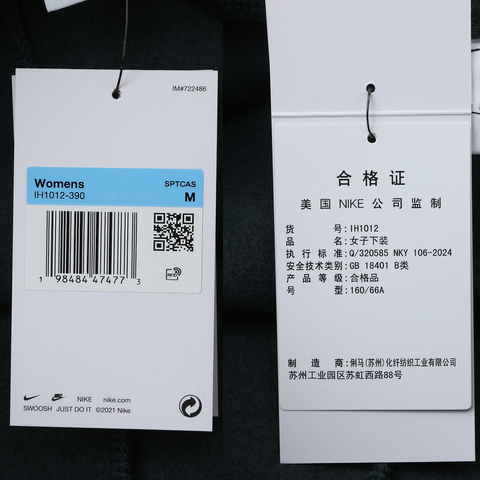 IM#722486
Womens
SPTCAS
IH1012-390
M
1 98484 47477 3
RFID
NIKE nike.com
SWOOSH JUST DO IT ©2021 Nike
合格证
美国 NIKE 公司监制
货号:IH1012
品名:女子下装
执行标准:Q/320585 NKY 106-2024
安全技术类别:GB 18401 B类
产品等级:合格品
号型:160/66A
制造商:俐马(苏州)化纤纺织工业有限公司
苏州工业园区苏虹西路